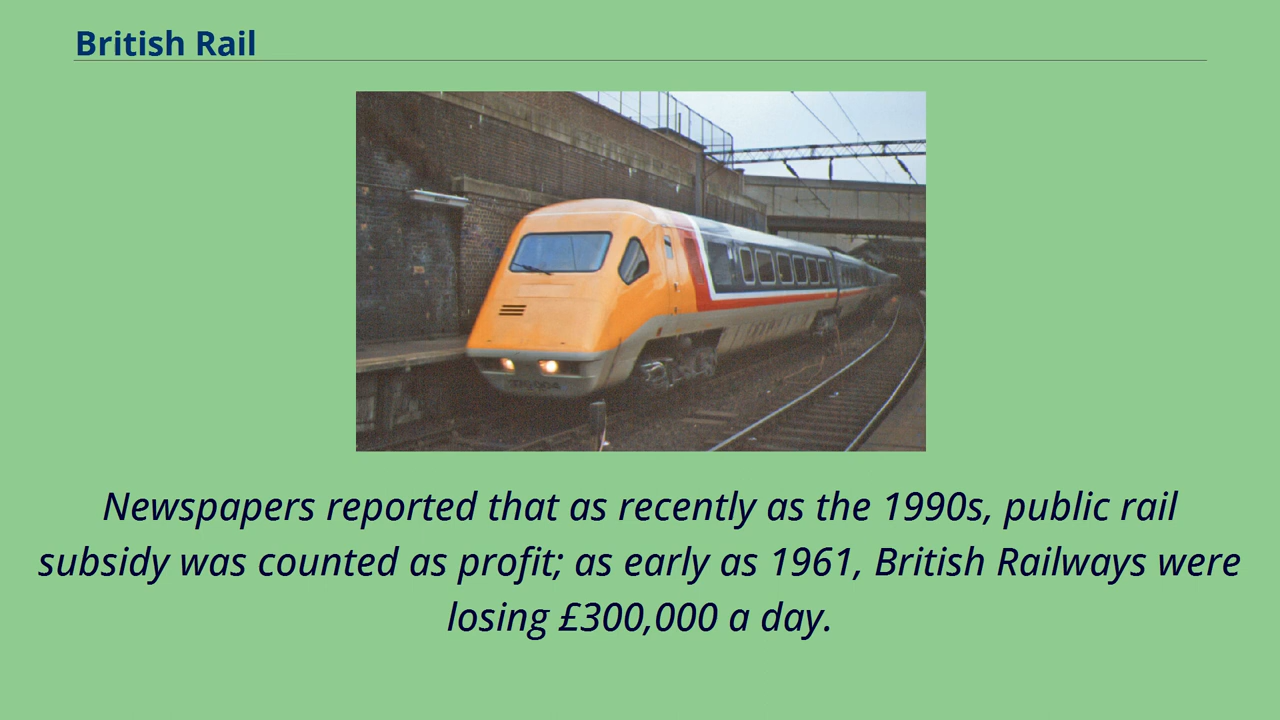 British Rail
Newspapers reported that as recently as the 1990s, public rail
subsidy was counted as profit; as early as 1961, British Railways were
losing £300,000 a day.